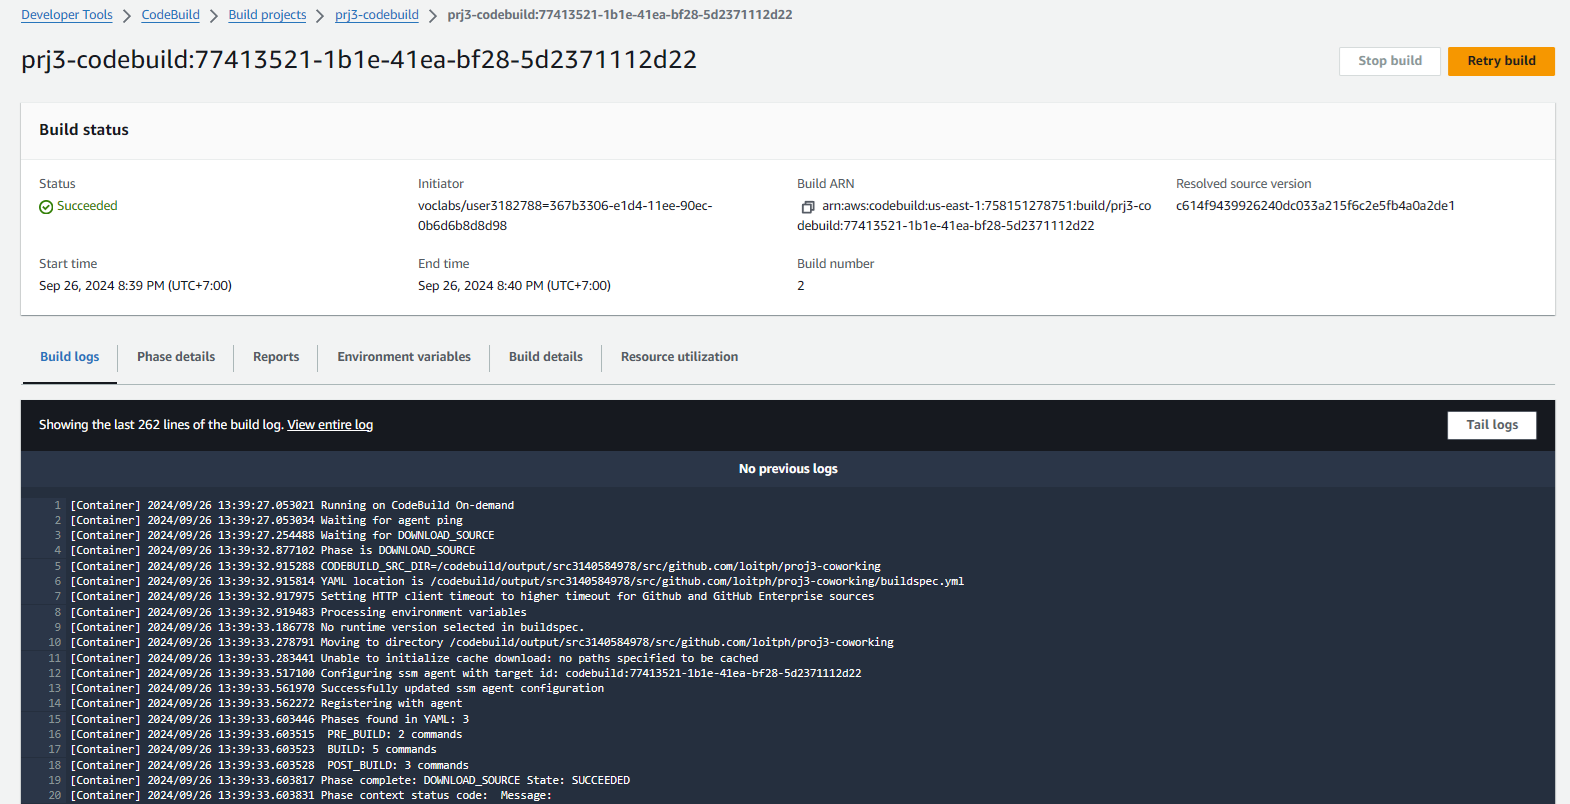 Developer Tools > CodeBuild > Build projects > prj3-codebuild > prj3-codebuild:77413521-1b1e-41ea-bf28-5d2371112d22
prj3-codebuild:77413521-1b1e-41ea-bf28-5d2371112d22
Stop build
Retry build
Build status
Status
Succeeded
Initiator
voclabs/user3182788=367b3306-e1d4-11ee-90ec-
0b6d6b8d8d98
Build ARN
arn:aws:codebuild:us-east-1:758151278751:build/prj3-co
debuild:77413521-1b1e-41ea-bf28-5d2371112d22
Resolved source version
c614f9439926240dc033a215f6c2e5fb4a0a2de1
Start time
Sep 26, 2024 8:39 PM (UTC+7:00)
End time
Sep 26, 2024 8:40 PM (UTC+7:00)
Build number
2
Build logs
Phase details
Reports
Environment variables
Build details
Resource utilization
Showing the last 262 lines of the build log. View entire log
Tail logs
No previous logs
1 [Container] 2024/09/26 13:39:27.053021 Running on CodeBuild On-demand
2 [Container] 2024/09/26 13:39:27.053034 Waiting for agent ping
3 [Container] 2024/09/26 13:39:27.254488 Waiting for DOWNLOAD_SOURCE
4 [Container] 2024/09/26 13:39:32.877102 Phase is DOWNLOAD_SOURCE
5 [Container] 2024/09/26 13:39:32.915288 CODEBUILD_SRC_DIR=/codebuild/output/src3140584978/src/github.com/loitph/proj3-coworking
6 [Container] 2024/09/26 13:39:32.915814 YAML location is /codebuild/output/src3140584978/src/github.com/loitph/proj3-coworking/buildspec.yml
7 [Container] 2024/09/26 13:39:32.917975 Setting HTTP client timeout to higher timeout for Github and GitHub Enterprise sources
8 [Container] 2024/09/26 13:39:32.919483 Processing environment variables
9 [Container] 2024/09/26 13:39:33.186778 No runtime version selected in buildspec.
10 [Container] 2024/09/26 13:39:33.278791 Moving to directory /codebuild/output/src3140584978/src/github.com/loitph/proj3-coworking
11 [Container] 2024/09/26 13:39:33.283441 Unable to initialize cache download: no paths specified to be cached
12 [Container] 2024/09/26 13:39:33.517100 Configuring ssm agent with target id: codebuild:77413521-1b1e-41ea-bf28-5d2371112d22
13 [Container] 2024/09/26 13:39:33.561970 Successfully updated ssm agent configuration
14 [Container] 2024/09/26 13:39:33.562272 Registering with agent
15 [Container] 2024/09/26 13:39:33.603446 Phases found in YAML: 3
16 [Container] 2024/09/26 13:39:33.603515 PRE_BUILD: 2 commands
17 [Container] 2024/09/26 13:39:33.603523 BUILD: 5 commands
18 [Container] 2024/09/26 13:39:33.603528 POST_BUILD: 3 commands
19 [Container] 2024/09/26 13:39:33.603817 Phase complete: DOWNLOAD_SOURCE State: SUCCEEDED
20 [Container] 2024/09/26 13:39:33.603831 Phase context status code: Message: